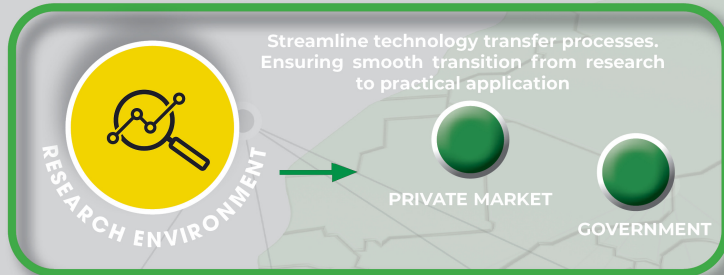 Streamline technology transfer processes.
Ensuring smooth transition from research
to practical application
RESEARCH ENVIRONMENT
PRIVATE MARKET
GOVERNMENT